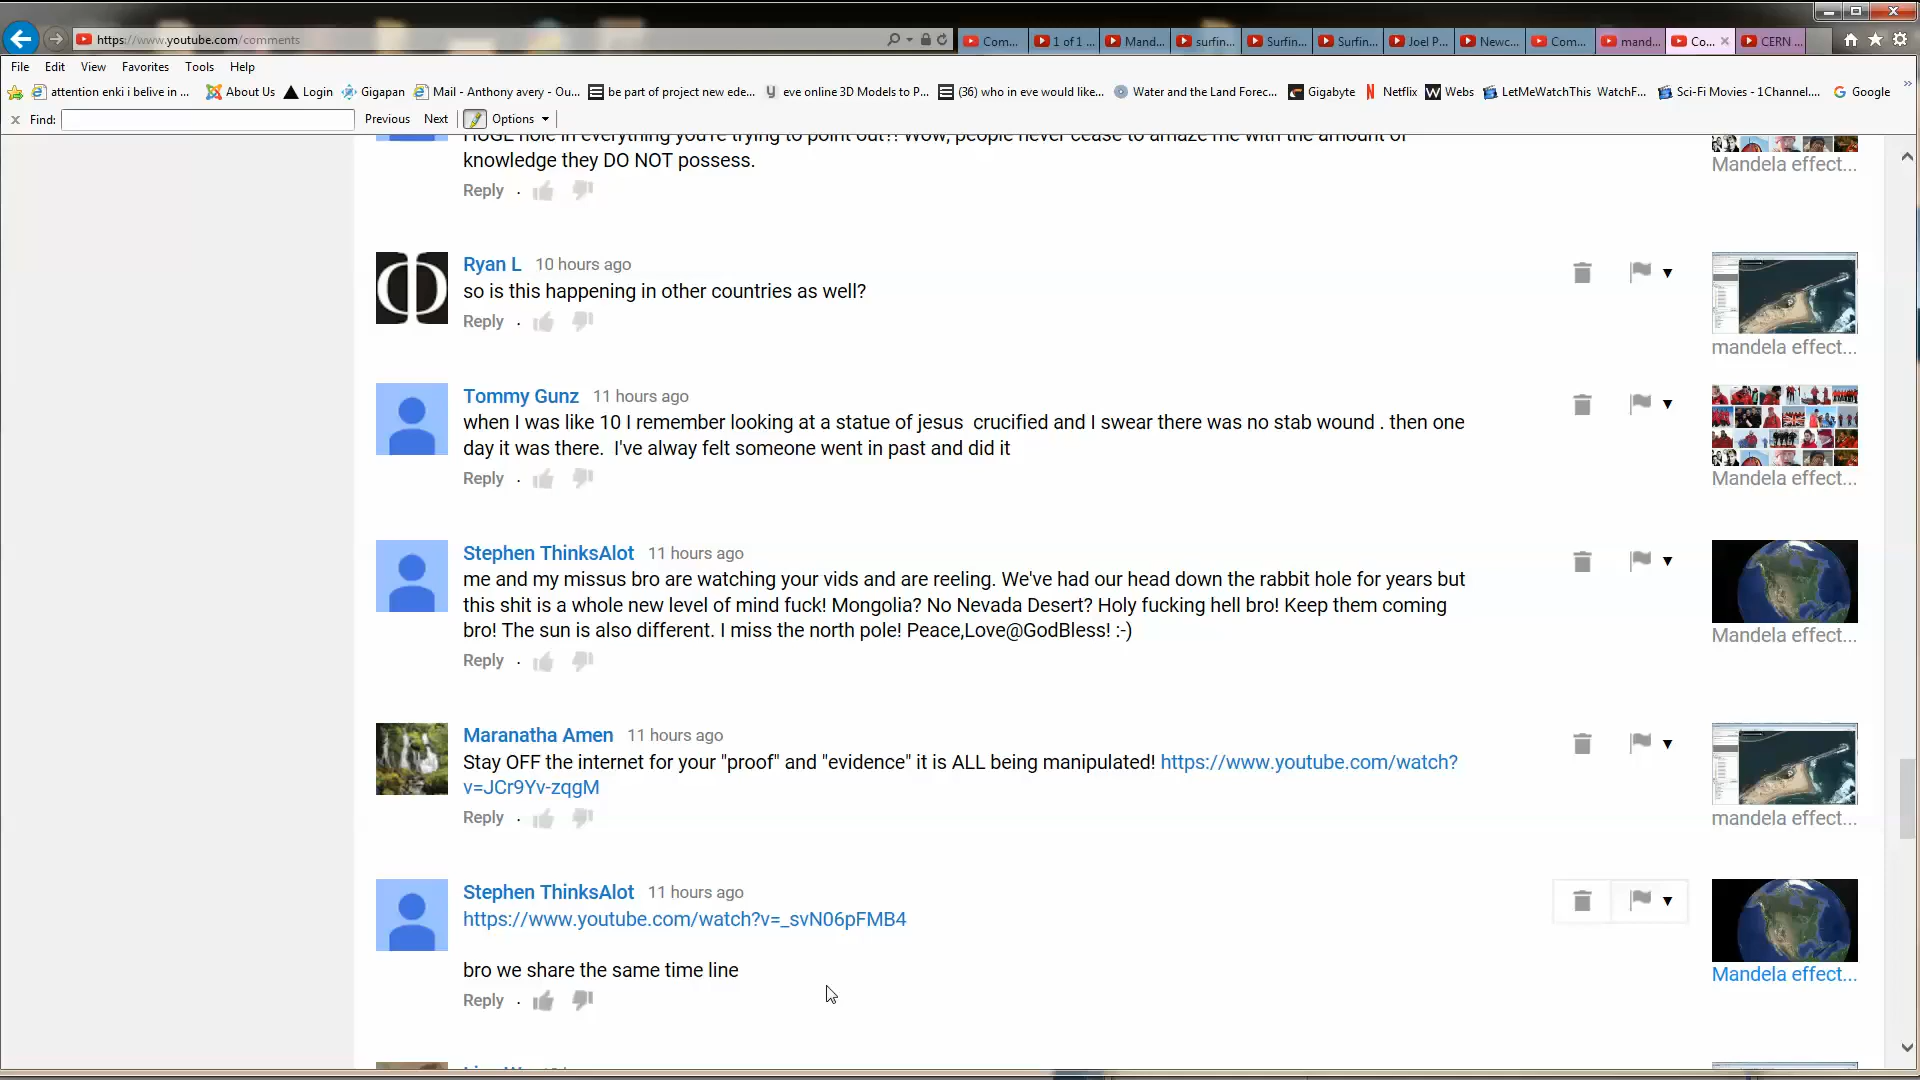 https://www.youtube.com/comments
Com...
1 of 1 ...
Mand...
surfin...
Surfin...
Surfin...
Joel P...
Newc...
Com...
mand...
Co...
CERN ...
File Edit View Favorites Tools Help
attention enki i belive in ...
About Us
Login
Gigapan
Mail - Anthony avery - Ou...
be part of project new ede...
eve online 3D Models to P...
(36) who in eve would like...
Water and the Land Forec...
Gigabyte
Netflix
Webs
LetMeWatchThis WatchF...
Sci-Fi Movies - 1Channel....
Google
x Find: Previous Next Options
HUGE hole in everything you're trying to point out!! Wow, people never cease to amaze me with the amount of
knowledge they DO NOT possess.
Mandela effect...
Reply .
Ryan L 10 hours ago
so is this happening in other countries as well?
Reply .
mandela effect...
Tommy Gunz 11 hours ago
when I was like 10 I remember looking at a statue of jesus  crucified and I swear there was no stab wound . then one
day it was there.  I've alway felt someone went in past and did it
Reply .
Mandela effect...
Stephen ThinksAlot 11 hours ago
me and my missus bro are watching your vids and are reeling. We've had our head down the rabbit hole for years but
this shit is a whole new level of mind fuck! Mongolia? No Nevada Desert? Holy fucking hell bro! Keep them coming
bro! The sun is also different. I miss the north pole! Peace,Love@GodBless! :-)
Mandela effect...
Reply .
Maranatha Amen 11 hours ago
Stay OFF the internet for your "proof" and "evidence" it is ALL being manipulated! https://www.youtube.com/watch?
v=JCr9Yv-zqgM
Reply .
mandela effect...
Stephen ThinksAlot 11 hours ago
https://www.youtube.com/watch?v=_svN06pFMB4
bro we share the same time line
Mandela effect...
Reply .